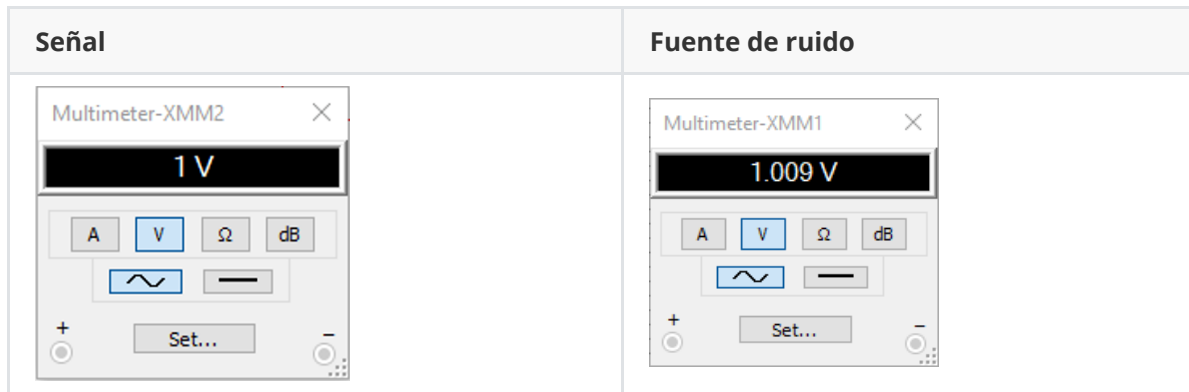 Señal
Fuente de ruido
Multimeter-XMM2
1 V
A V Ω dB
+
Set...
–
Multimeter-XMM1
1.009 V
A V Ω dB
+
Set...
–